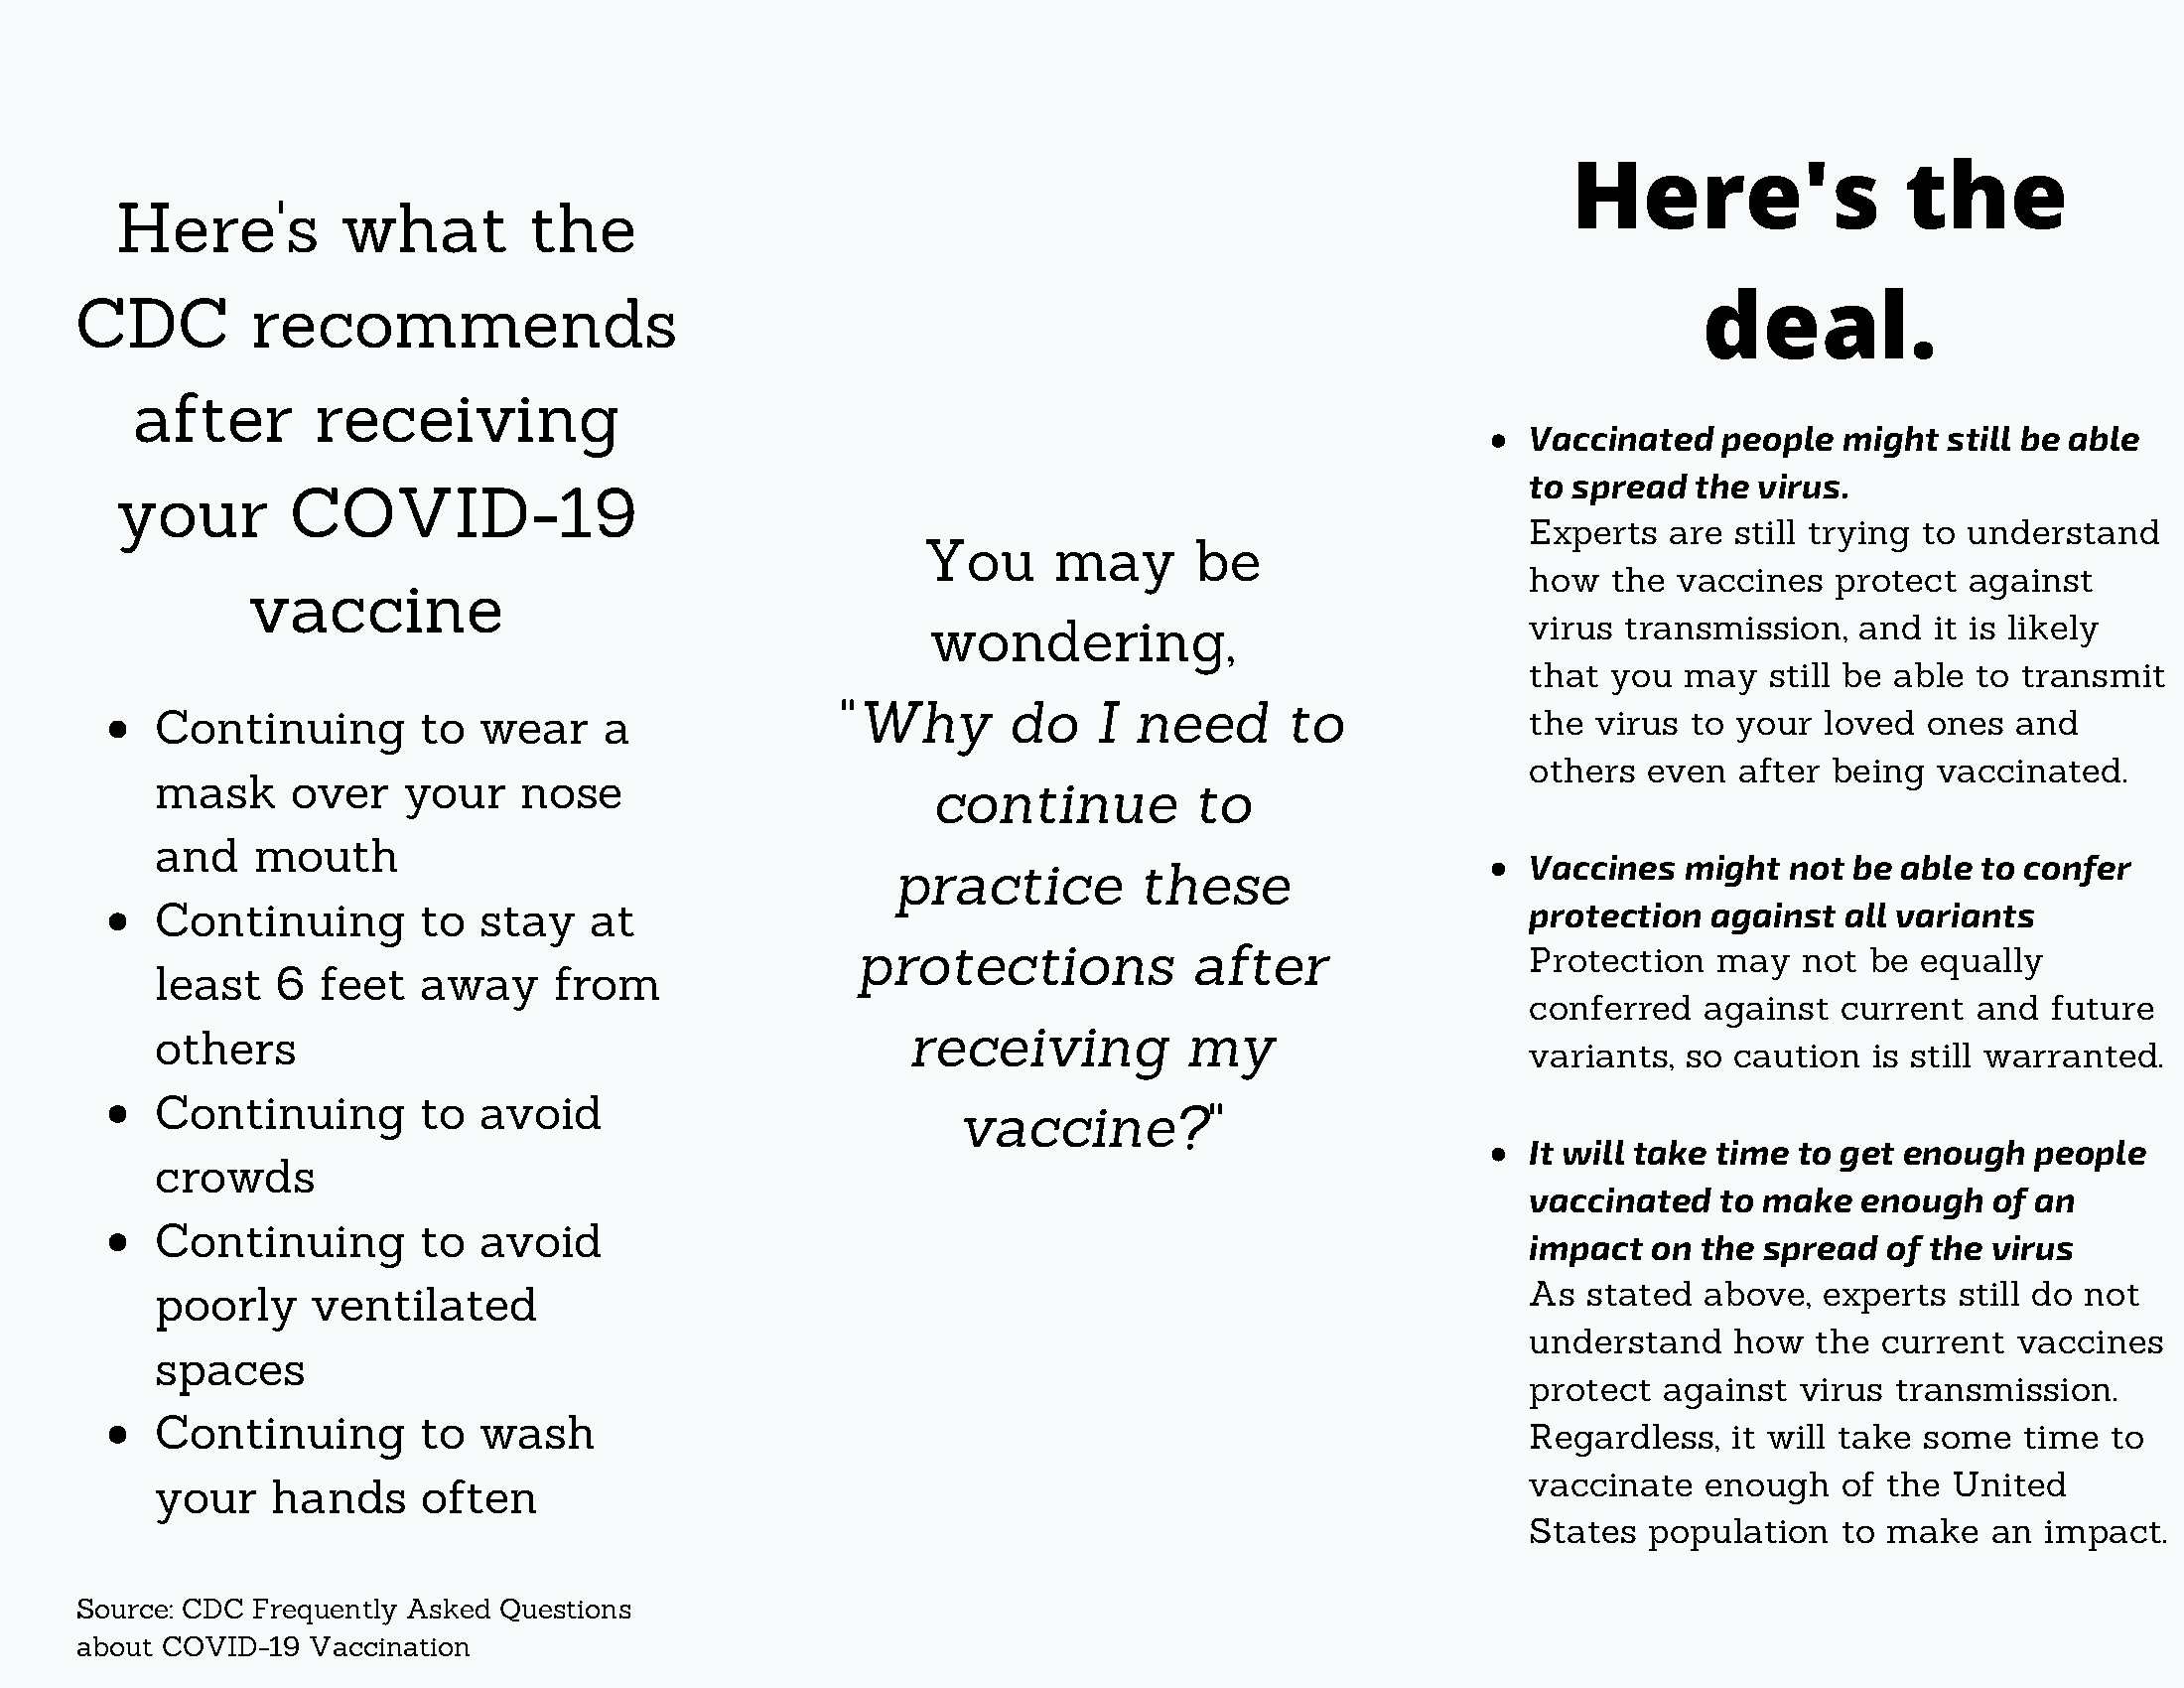 Here's what the
CDC recommends
after receiving
your COVID-19
vaccine
• Continuing to wear a
mask over your nose
and mouth
• Continuing to stay at
least 6 feet away from
others
• Continuing to avoid
crowds
• Continuing to avoid
poorly ventilated
spaces
• Continuing to wash
your hands often
Source: CDC Frequently Asked Questions
about COVID-19 Vaccination
You may be
wondering,
"Why do I need to
continue to
practice these
protections after
receiving my
vaccine?"
Here's the
deal.
• Vaccinated people might still be able
to spread the virus.
Experts are still trying to understand
how the vaccines protect against
virus transmission, and it is likely
that you may still be able to transmit
the virus to your loved ones and
others even after being vaccinated.
• Vaccines might not be able to confer
protection against all variants
Protection may not be equally
conferred against current and future
variants, so caution is still warranted.
• It will take time to get enough people
vaccinated to make enough of an
impact on the spread of the virus
As stated above, experts still do not
understand how the current vaccines
protect against virus transmission.
Regardless, it will take some time to
vaccinate enough of the United
States population to make an impact.